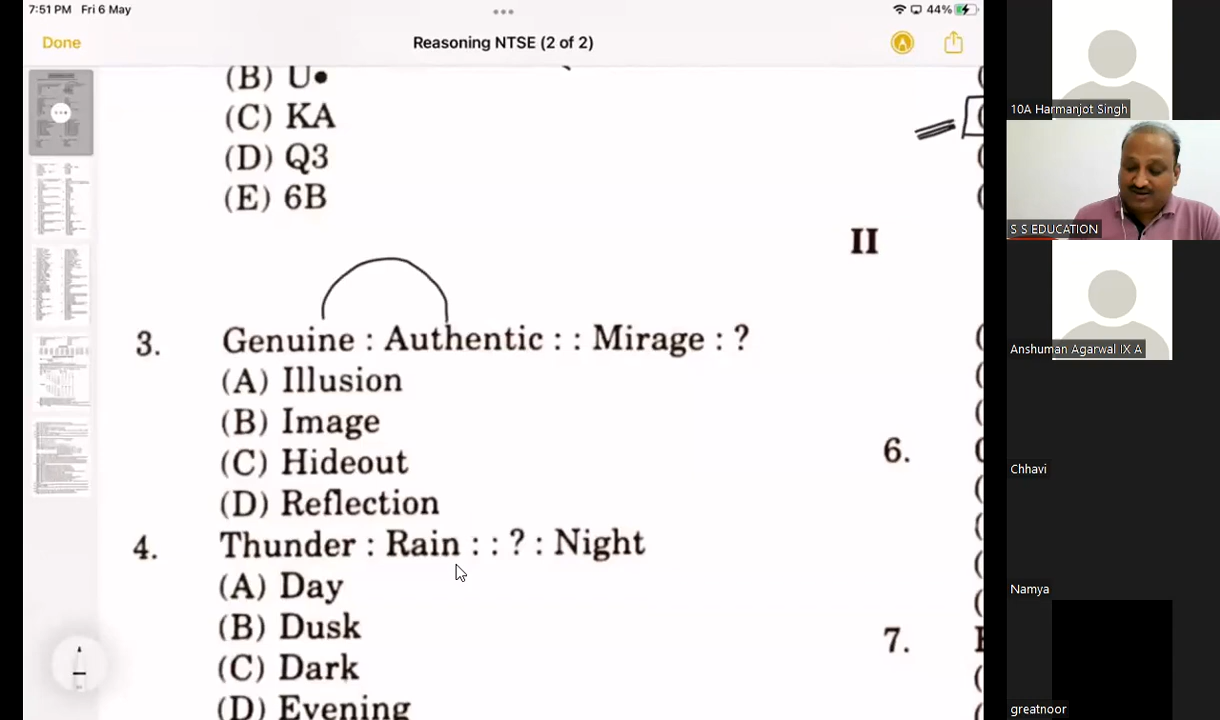 7:51 PM Fri 6 May
44%
Done
Reasoning NTSE (2 of 2)
(B) U•
(C) KA
(D) Q3
(E) 6B
II
3. Genuine : Authentic : : Mirage : ?
(A) Illusion
(B) Image
(C) Hideout
(D) Reflection
4. Thunder : Rain : : ? : Night
(A) Day
(B) Dusk
(C) Dark
(D) Evening
6.
7.
10A Harmanjot Singh
S S EDUCATION
Anshuman Agarwal IX A
Chhavi
Namya
greatnoor